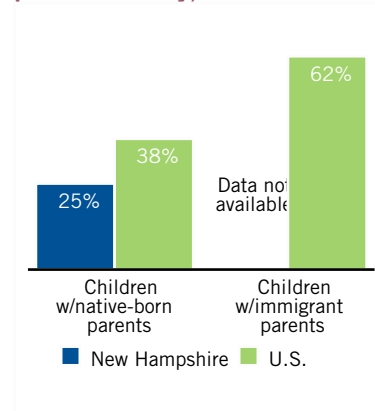 62%
38%
25%
Data not
available
Children
w/native-born
parents
Children
w/immigrant
parents
New Hampshire U.S.